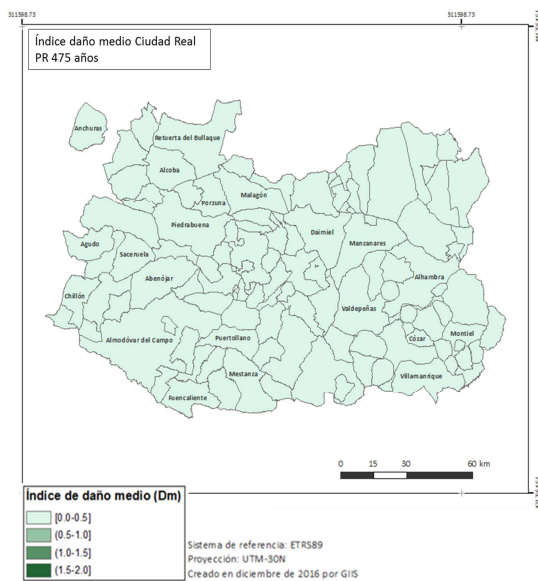 311598.73
511598.73
Índice daño medio Ciudad Real
PR 475 años
Anchuras
Retuerta del Bullaque
Alcoba
Porzuna
Malagón
Piedrabuena
Daimiel
Manzanares
Agudo
Saceruela
Abenójar
Alhambra
Chillón
Valdepeñas
Almodóvar del Campo
Puertollano
Cózar
Montiel
Mestanza
Villamanrique
Fuencaliente
0 15 30 60 km
Índice de daño medio (Dm)
[0.0-0.5]
(0.5-1.0]
(1.0-1.5]
(1.5-2.0]
Sistema de referencia: ETRS89
Proyección: UTM-30N
Creado en diciembre de 2016 por GIIS